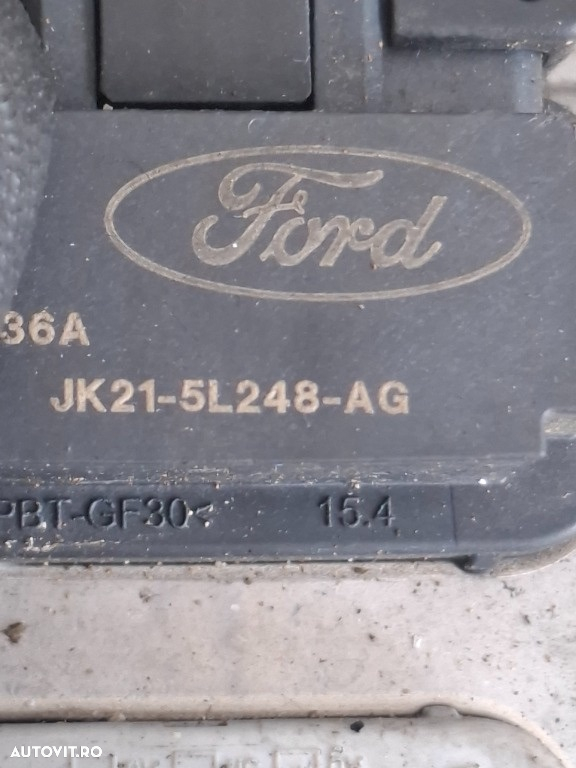 Ford
36A
JK21-5L248-AG
PBT-GF30<
15.4
AUTOVIT.RO